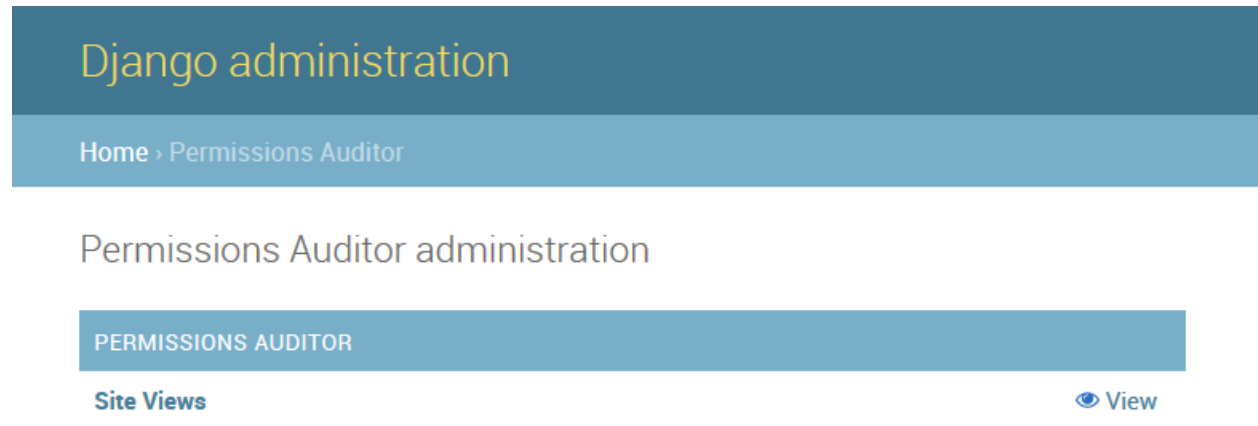 Django administration
Home › Permissions Auditor
Permissions Auditor administration
PERMISSIONS AUDITOR
Site Views View